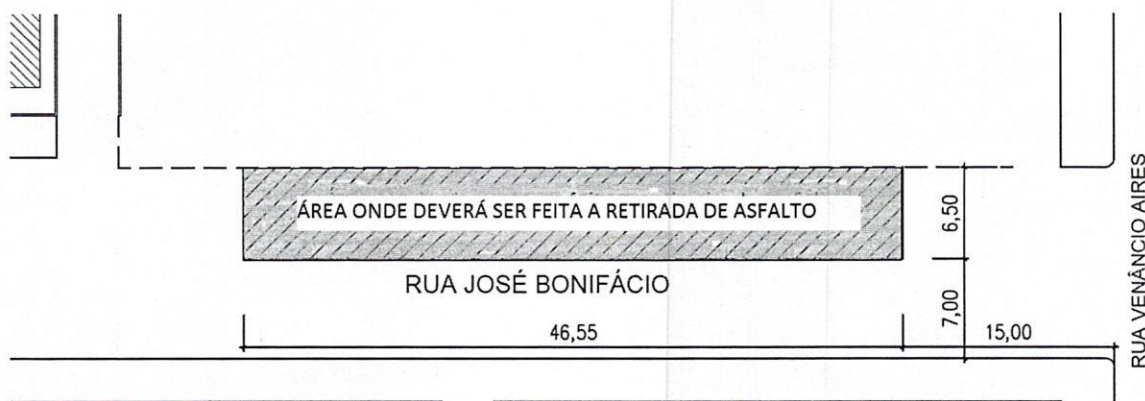 ÁREA ONDE DEVERÁ SER FEITA A RETIRADA DE ASFALTO
6,50
RUA VENÂNCIO AIRES
RUA JOSÉ BONIFÁCIO
7,00
46,55
15,00